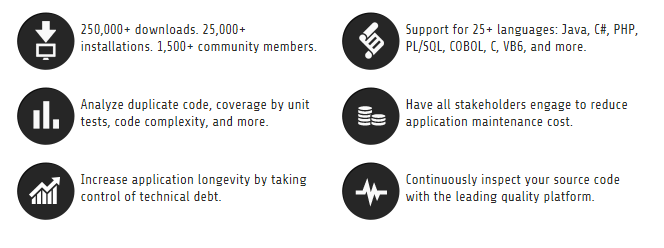 250,000+ downloads. 25,000+
installations. 1,500+ community members.
Support for 25+ languages: Java, C#, PHP,
PL/SQL, COBOL, C, VB6, and more.
Analyze duplicate code, coverage by unit
tests, code complexity, and more.
Have all stakeholders engage to reduce
application maintenance cost.
Increase application longevity by taking
control of technical debt.
Continuously inspect your source code
with the leading quality platform.